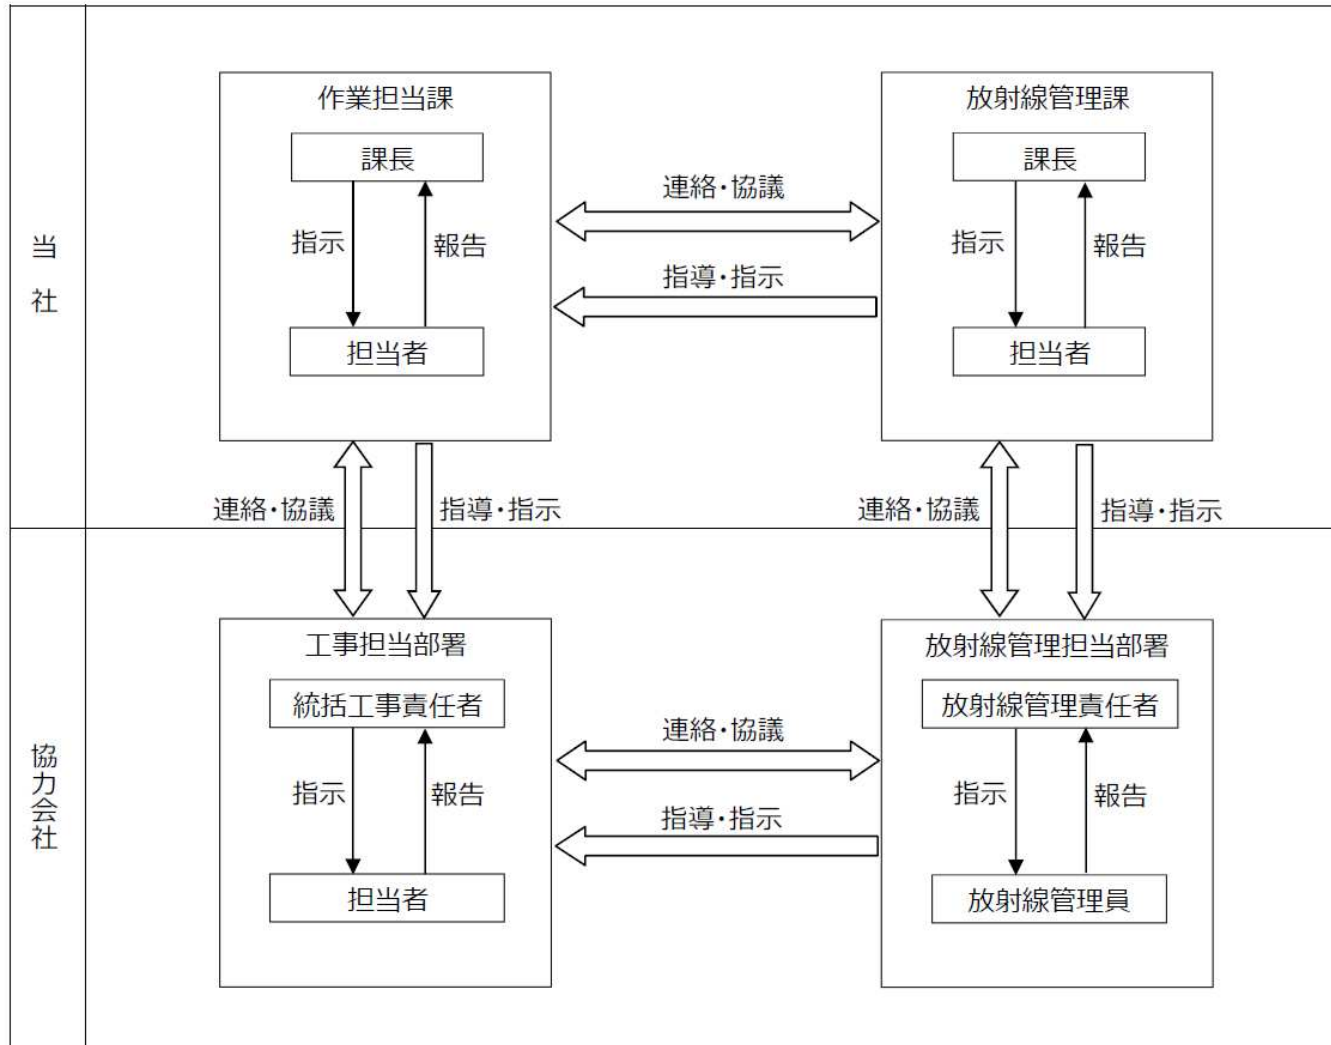 当社
作業担当課
課長
指示
報告
担当者
連絡・協議
指導・指示
放射線管理課
課長
指示
報告
担当者
連絡・協議
指導・指示
連絡・協議
指導・指示
協力会社
工事担当部署
統括工事責任者
指示
報告
担当者
連絡・協議
指導・指示
放射線管理担当部署
放射線管理責任者
指示
報告
放射線管理員